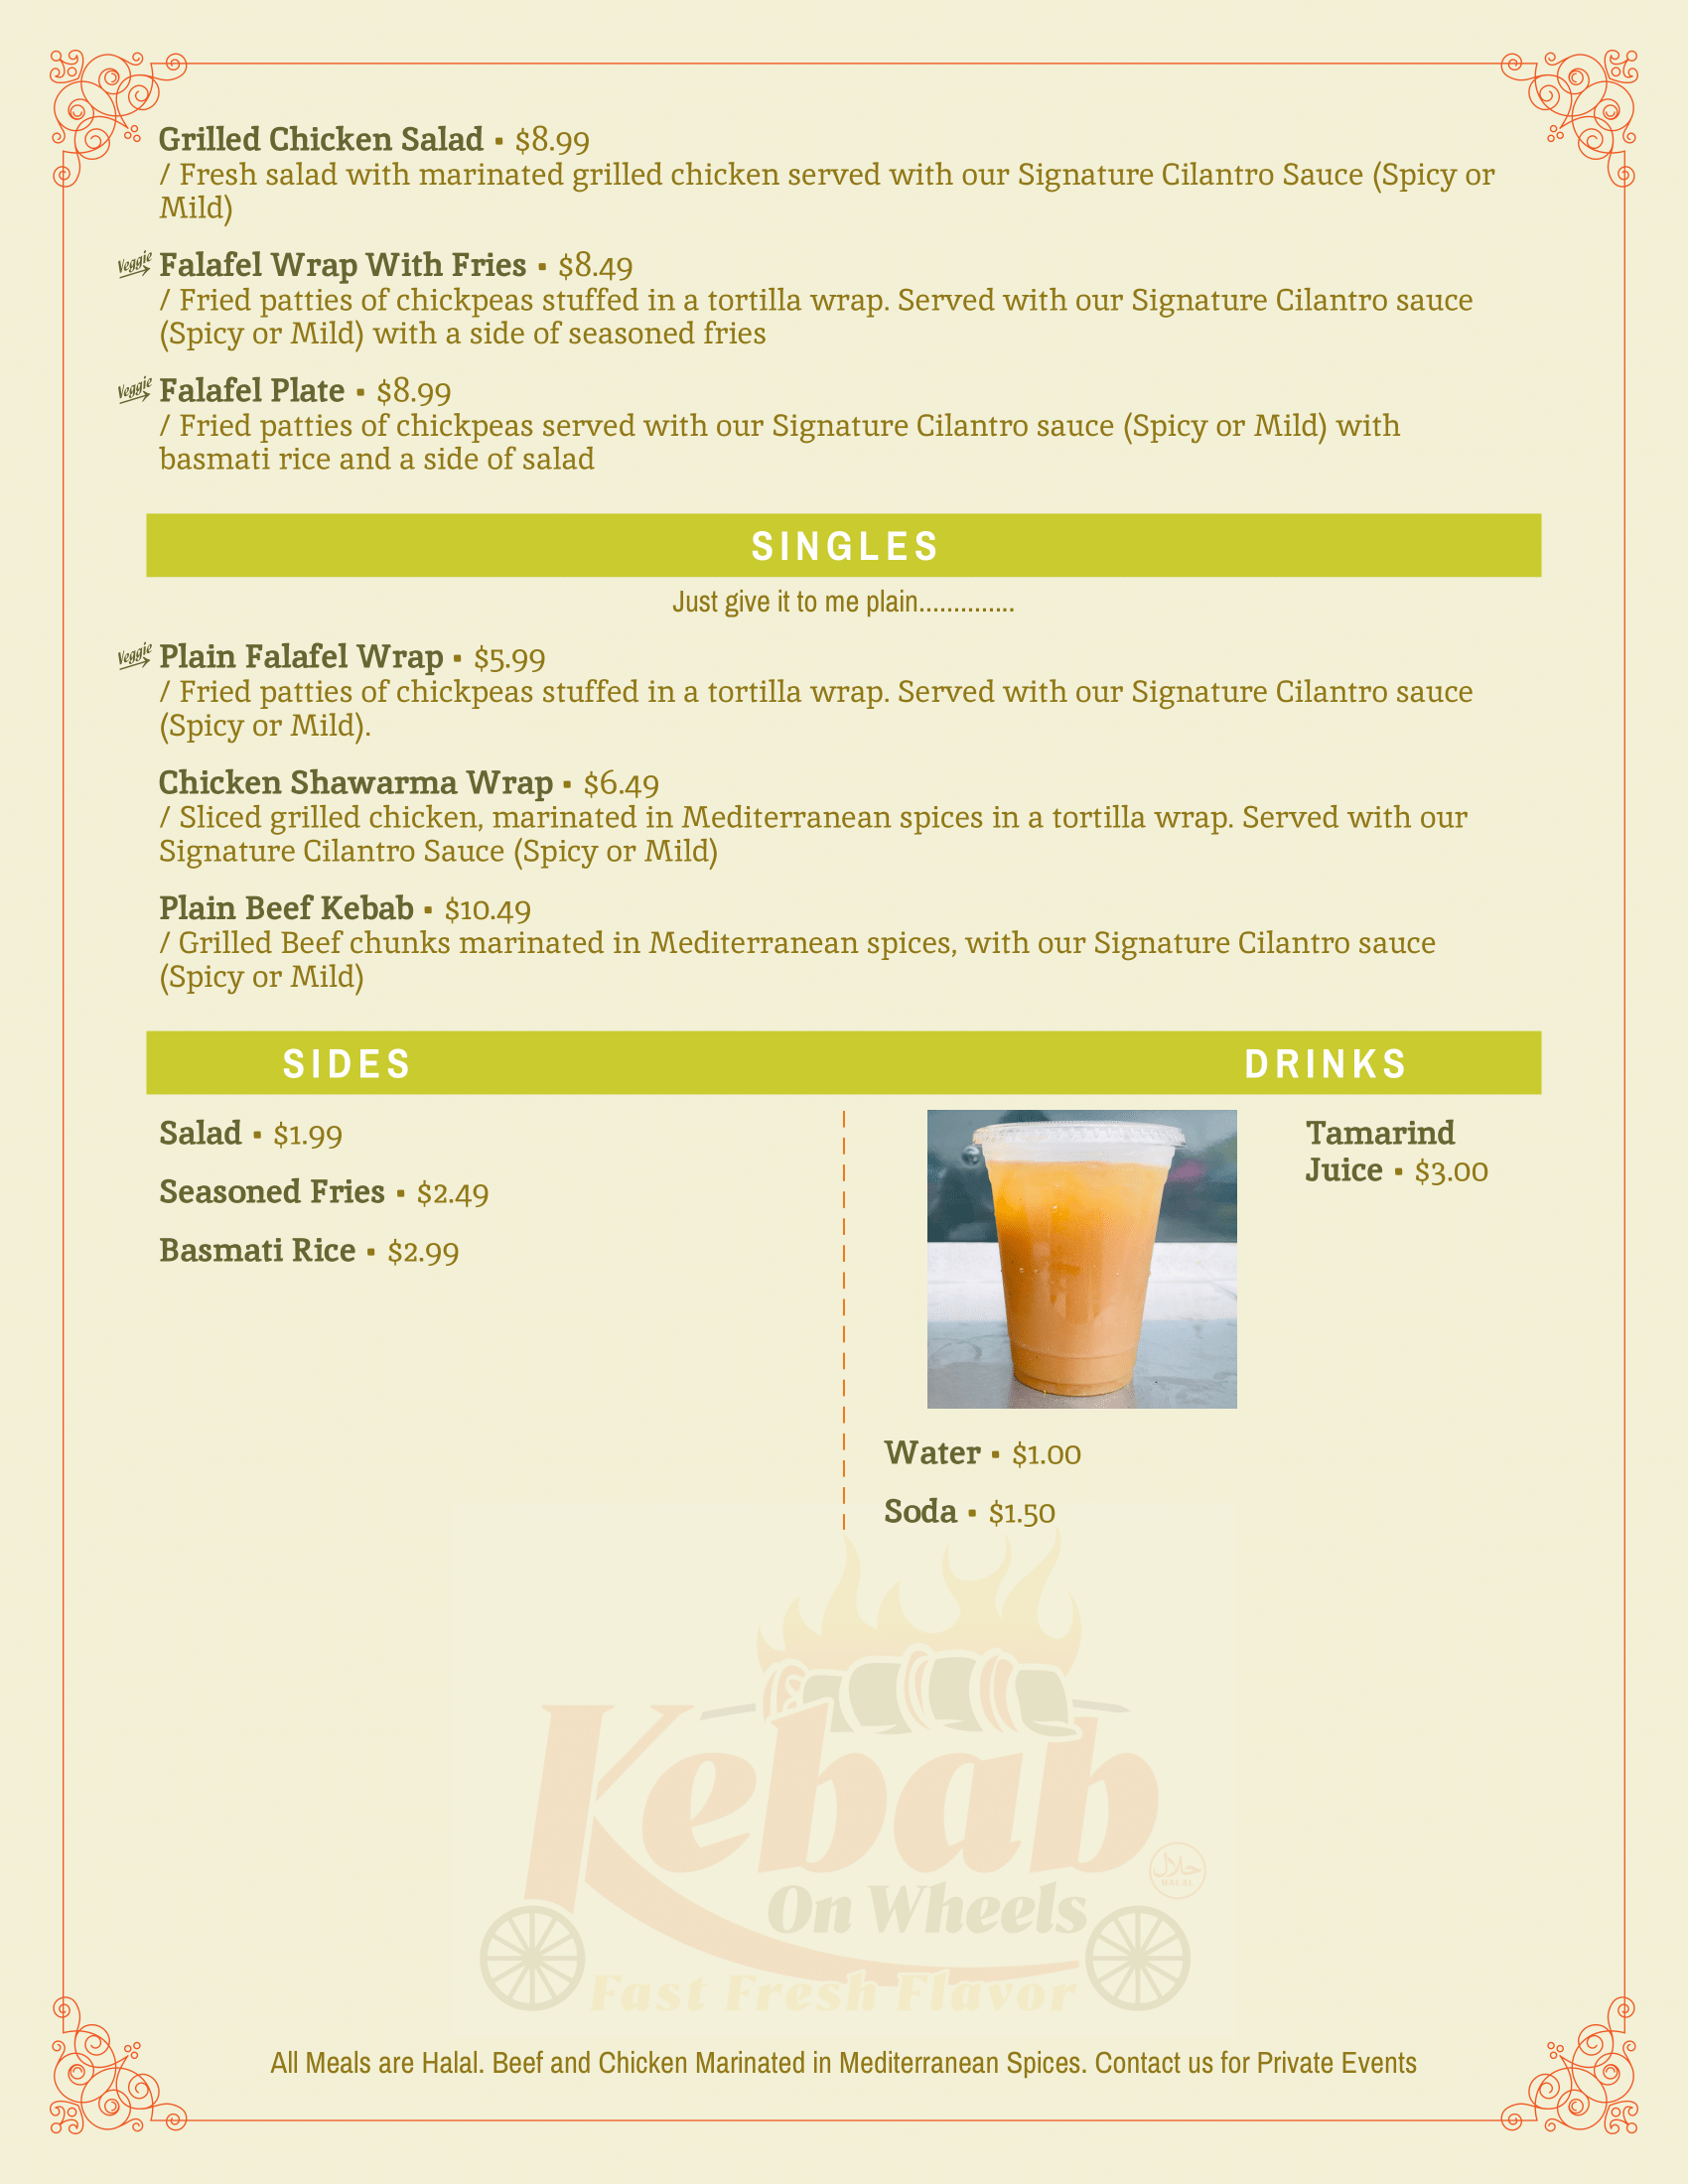 Grilled Chicken Salad ▪ $8.99
/ Fresh salad with marinated grilled chicken served with our Signature Cilantro Sauce (Spicy or
Mild)
Veggie Falafel Wrap With Fries ▪ $8.49
/ Fried patties of chickpeas stuffed in a tortilla wrap. Served with our Signature Cilantro sauce
(Spicy or Mild) with a side of seasoned fries
Veggie Falafel Plate ▪ $8.99
/ Fried patties of chickpeas served with our Signature Cilantro sauce (Spicy or Mild) with
basmati rice and a side of salad
SINGLES
Just give it to me plain..............
Veggie Plain Falafel Wrap ▪ $5.99
/ Fried patties of chickpeas stuffed in a tortilla wrap. Served with our Signature Cilantro sauce
(Spicy or Mild).
Chicken Shawarma Wrap ▪ $6.49
/ Sliced grilled chicken, marinated in Mediterranean spices in a tortilla wrap. Served with our
Signature Cilantro Sauce (Spicy or Mild)
Plain Beef Kebab ▪ $10.49
/ Grilled Beef chunks marinated in Mediterranean spices, with our Signature Cilantro sauce
(Spicy or Mild)
SIDES
Salad ▪ $1.99
Seasoned Fries ▪ $2.49
Basmati Rice ▪ $2.99
DRINKS
Tamarind
Juice ▪ $3.00
Water ▪ $1.00
Soda ▪ $1.50
Kebab
حلال
HALAL
On Wheels
Fast Fresh Flavor
All Meals are Halal. Beef and Chicken Marinated in Mediterranean Spices. Contact us for Private Events